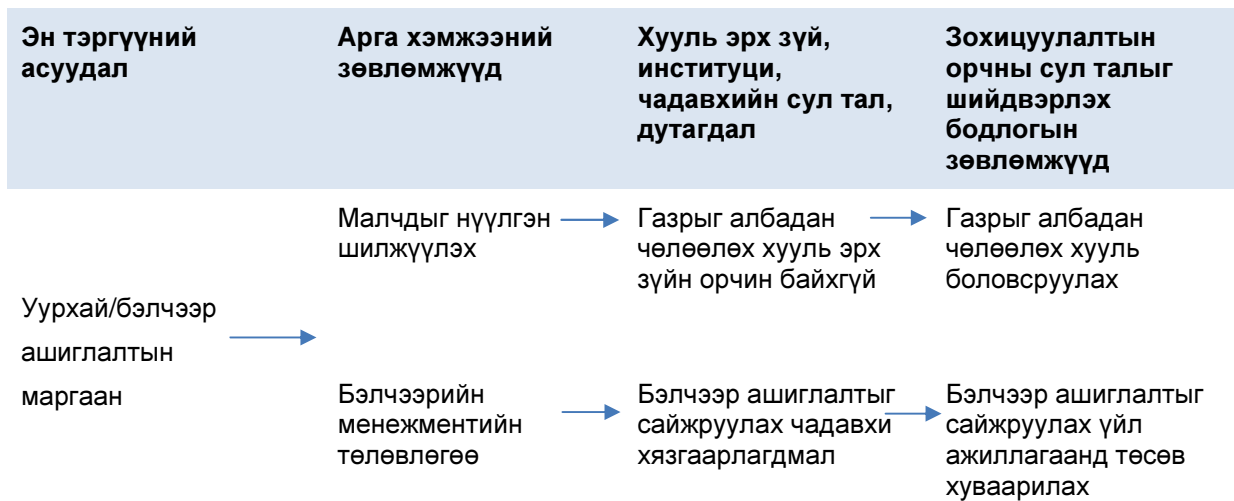 Эн тэргүүний
асуудал
Арга хэмжээний
зөвлөмжүүд
Хууль эрх зүй,
институци,
чадавхийн сул тал,
дутагдал
Зохицуулалтын
орчны сул талыг
шийдвэрлэх
бодлогын
зөвлөмжүүд
Уурхай/бэлчээр
ашиглалтын
маргаан
Малчдыг нүүлгэн
шилжүүлэх
Газрыг албадан
чөлөөлөх хууль эрх
зүйн орчин байхгүй
Газрыг албадан
чөлөөлөх хууль
боловсруулах
Бэлчээрийн
менежментийн
төлөвлөгөө
Бэлчээр ашиглалтыг
сайжруулах чадавхи
хязгаарлагдмал
Бэлчээр ашиглалтыг
сайжруулах үйл
ажиллагаанд төсөв
хуваарилах